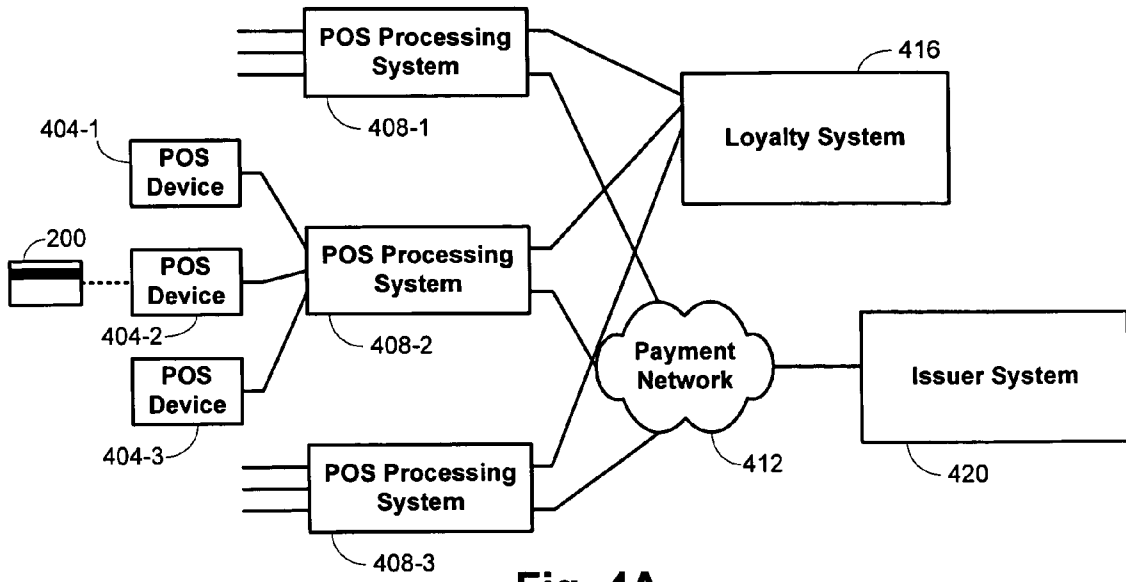 POS Processing
System
408-1
416
Loyalty System
404-1
POS
Device
200
POS
Device
404-2
POS Processing
System
408-2
POS
Device
404-3
Payment
Network
412
Issuer System
420
POS Processing
System
408-3
Fig. 4A